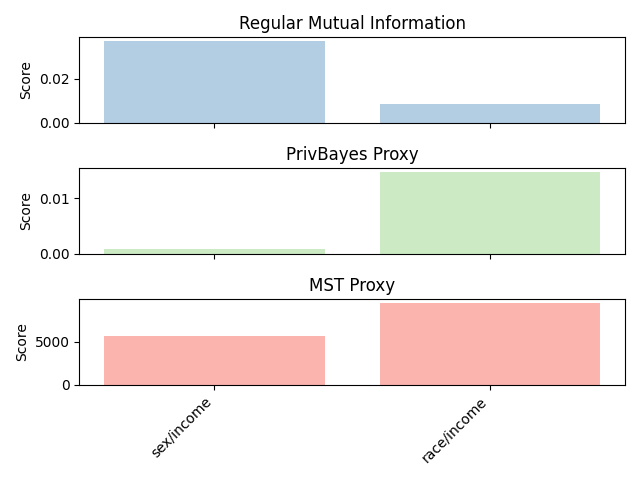 Regular Mutual Information
Score
0.02
0.00
PrivBayes Proxy
Score
0.01
0.00
MST Proxy
Score
5000
0
sex/income
race/income